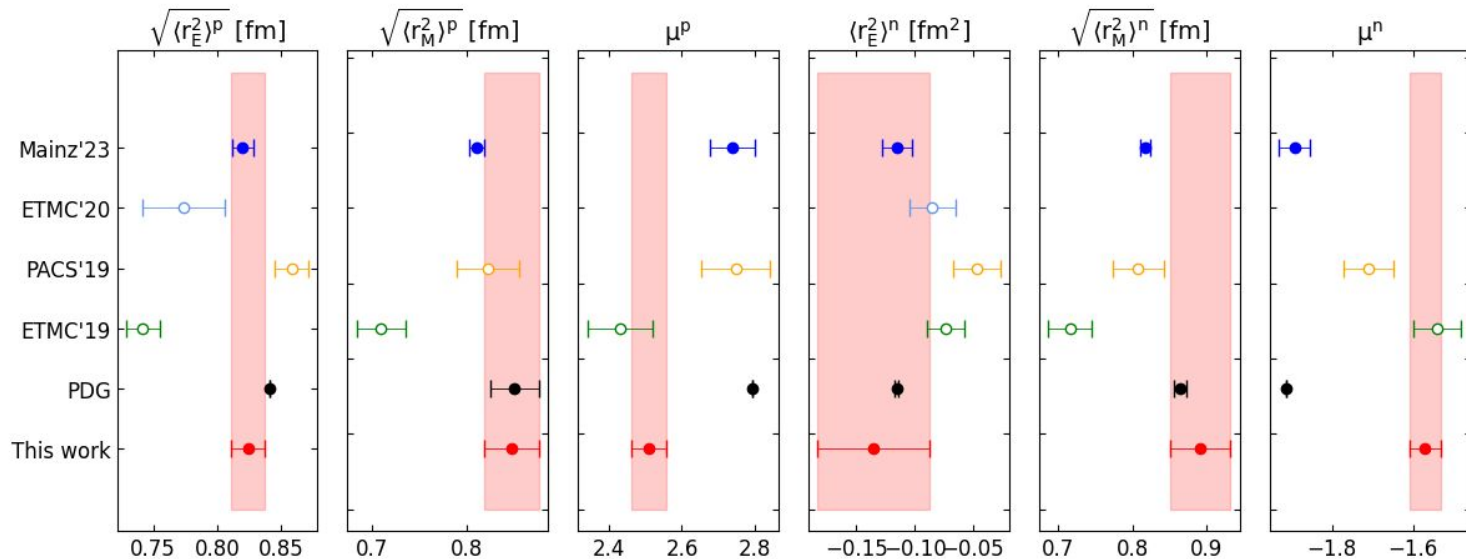 √⟨r_E^2⟩^p [fm] √⟨r_M^2⟩^p [fm] μ^p ⟨r_E^2⟩^n [fm^2] √⟨r_M^2⟩^n [fm] μ^n
Mainz'23
ETMC'20
PACS'19
ETMC'19
PDG
This work
0.75 0.80 0.85 0.7 0.8 2.4 2.6 2.8 −0.15 −0.10 −0.05 0.7 0.8 0.9 −1.8 −1.6